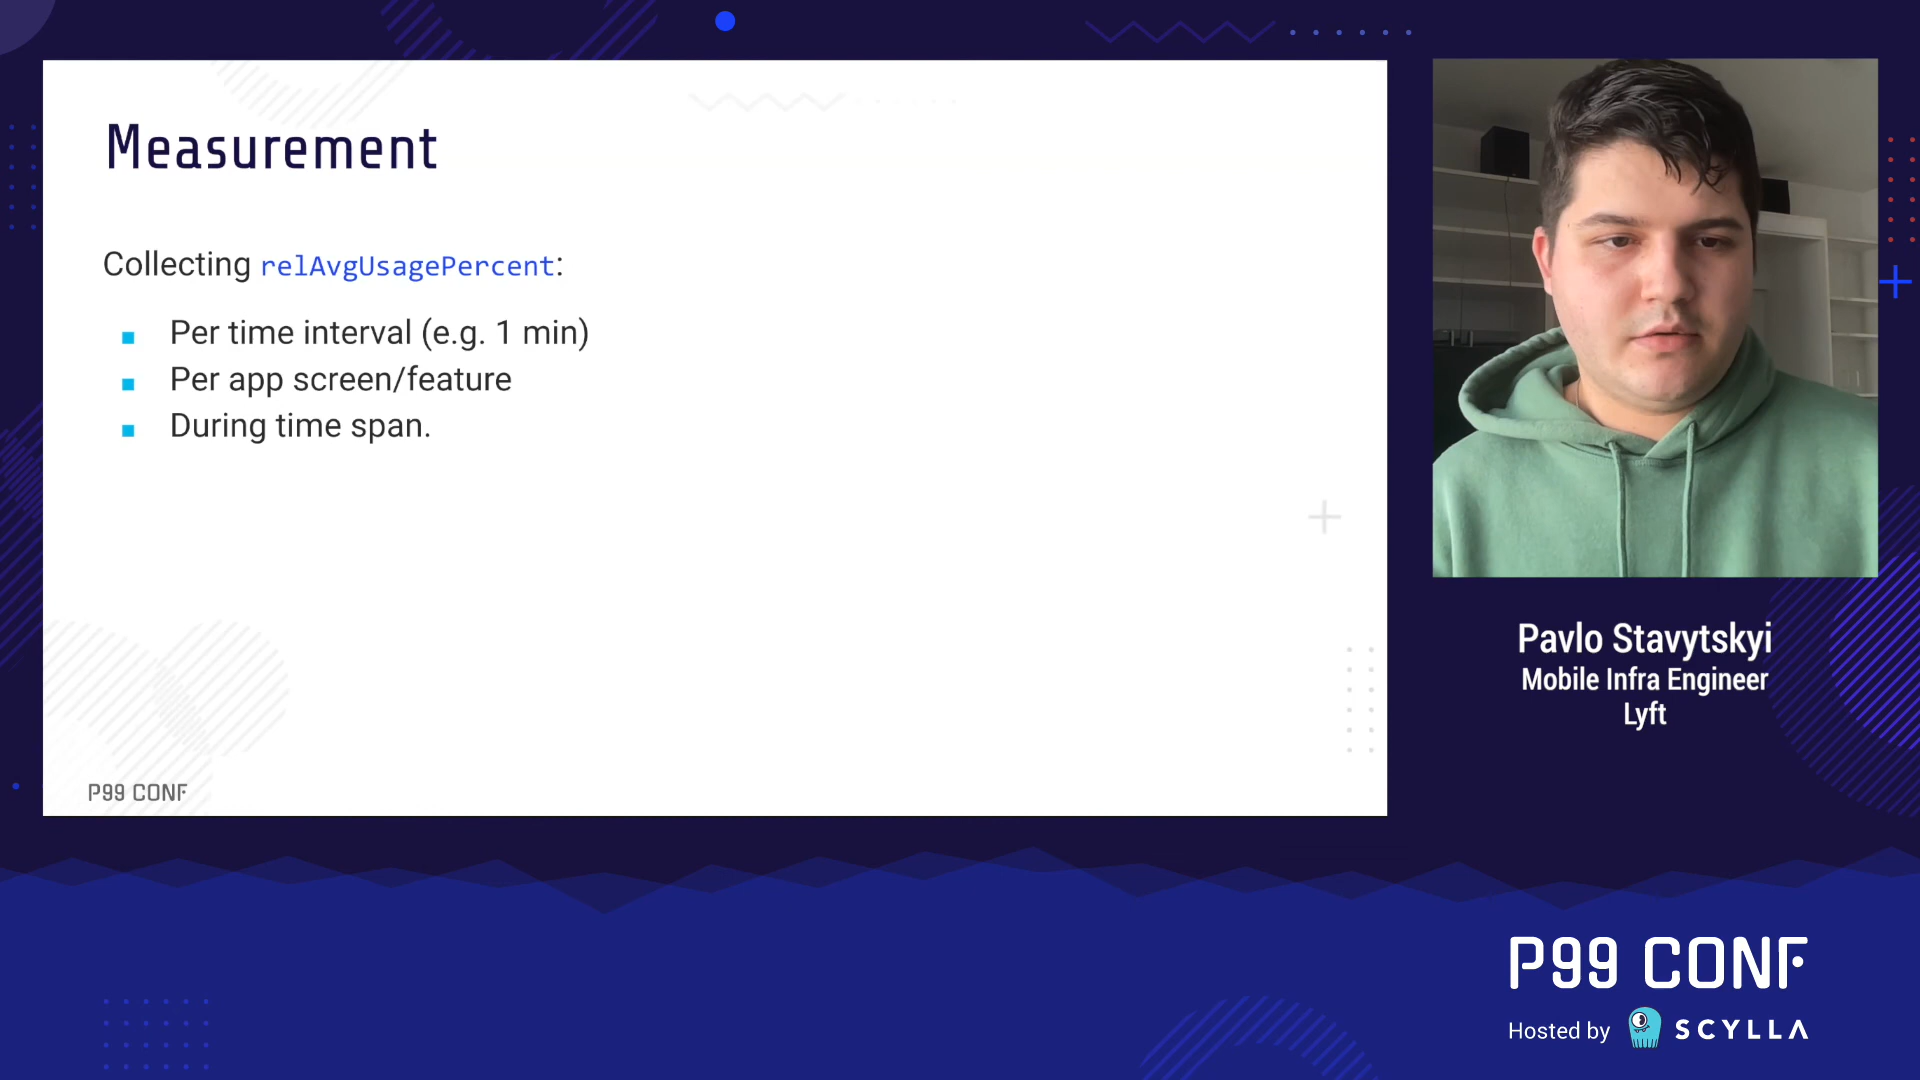 Measurement
Collecting relAvgUsagePercent:
Per time interval (e.g. 1 min)
Per app screen/feature
During time span.
P99 CONF
Pavlo Stavytskyi
Mobile Infra Engineer
Lyft
P99 CONF
Hosted by SCYLLA